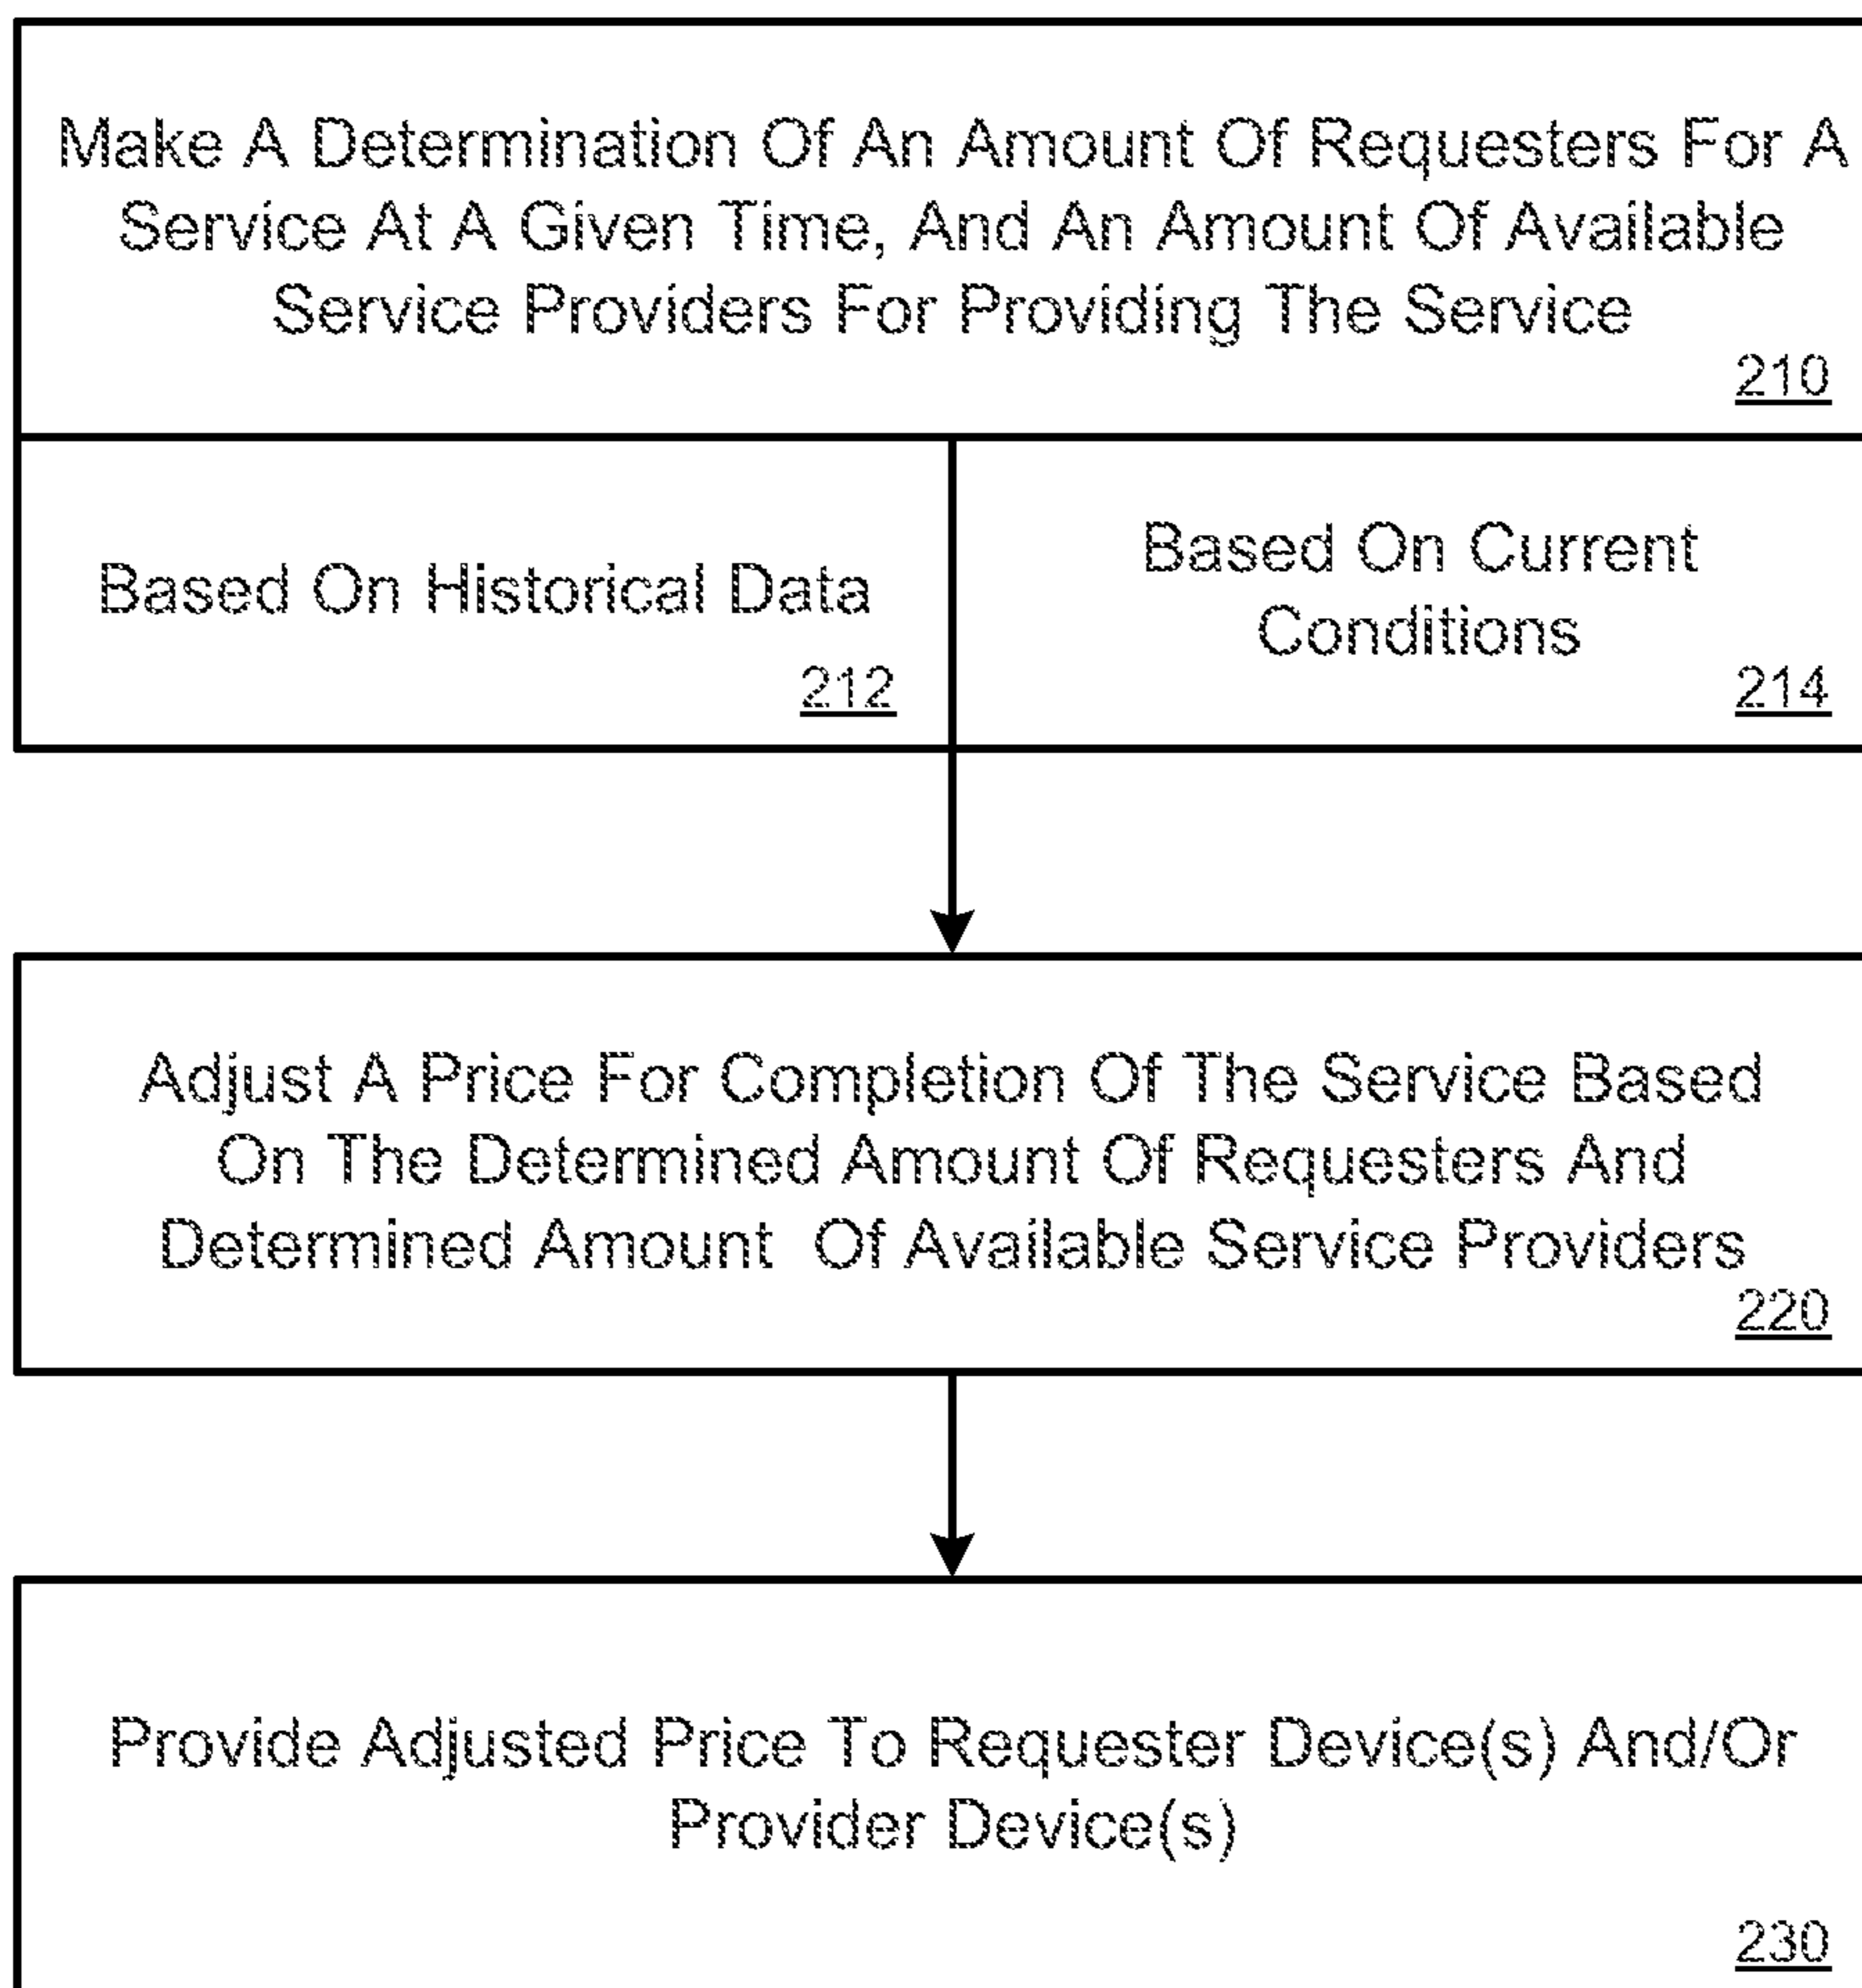 Make A Determination Of An Amount Of Requesters For A
Service At A Given Time, And An Amount Of Available
Service Providers For Providing The Service
210
Based On Historical Data
212
Based On Current
Conditions
214
Adjust A Price For Completion Of The Service Based
On The Determined Amount Of Requesters And
Determined Amount  Of Available Service Providers
220
Provide Adjusted Price To Requester Device(s) And/Or
Provider Device(s)
230